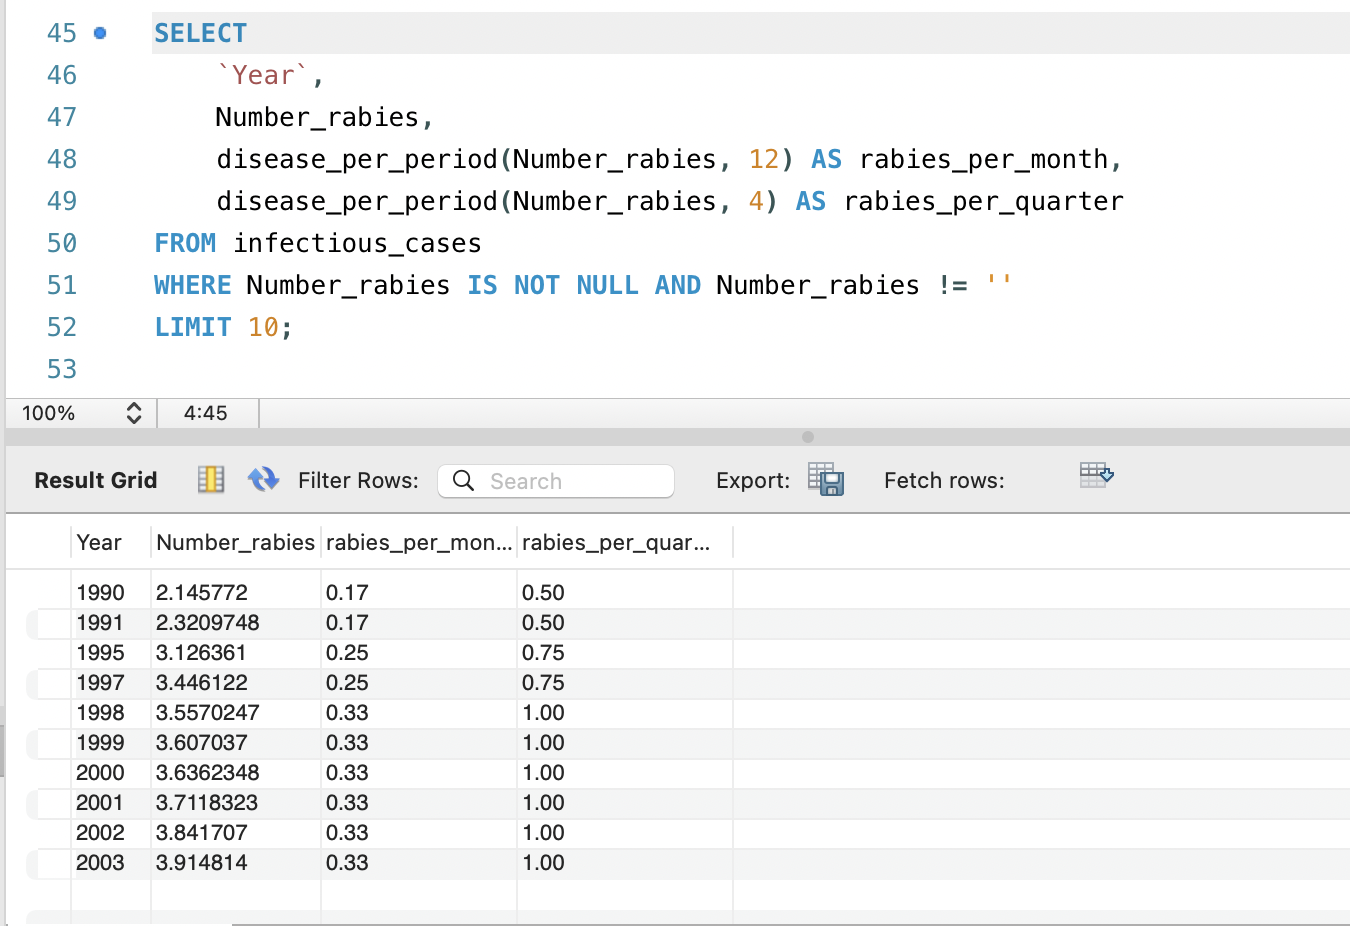 45 SELECT
46 `Year`,
47 Number_rabies,
48 disease_per_period(Number_rabies, 12) AS rabies_per_month,
49 disease_per_period(Number_rabies, 4) AS rabies_per_quarter
50 FROM infectious_cases
51 WHERE Number_rabies IS NOT NULL AND Number_rabies != ''
52 LIMIT 10;
53
100% 4:45
Result Grid Filter Rows: Search Export: Fetch rows:
Year Number_rabies rabies_per_mon... rabies_per_quar...
1990 2.145772 0.17 0.50
1991 2.3209748 0.17 0.50
1995 3.126361 0.25 0.75
1997 3.446122 0.25 0.75
1998 3.5570247 0.33 1.00
1999 3.607037 0.33 1.00
2000 3.6362348 0.33 1.00
2001 3.7118323 0.33 1.00
2002 3.841707 0.33 1.00
2003 3.914814 0.33 1.00